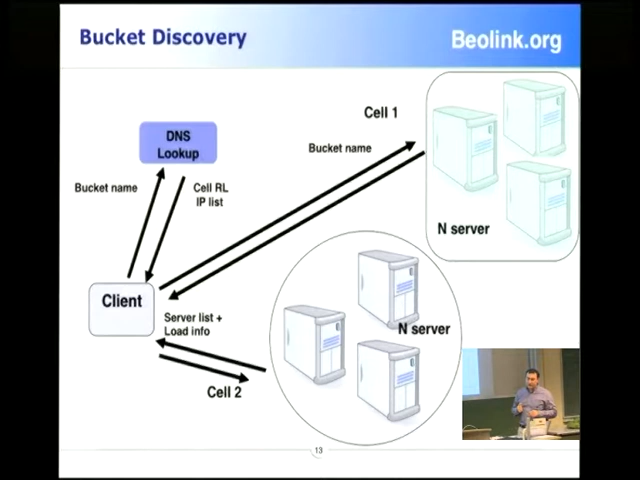 Bucket Discovery
Beolink.org
Cell 1
DNS
Lookup
Bucket name
Bucket name
Cell RL
IP list
N server
Client
Server list +
Load info
N server
Cell 2
13